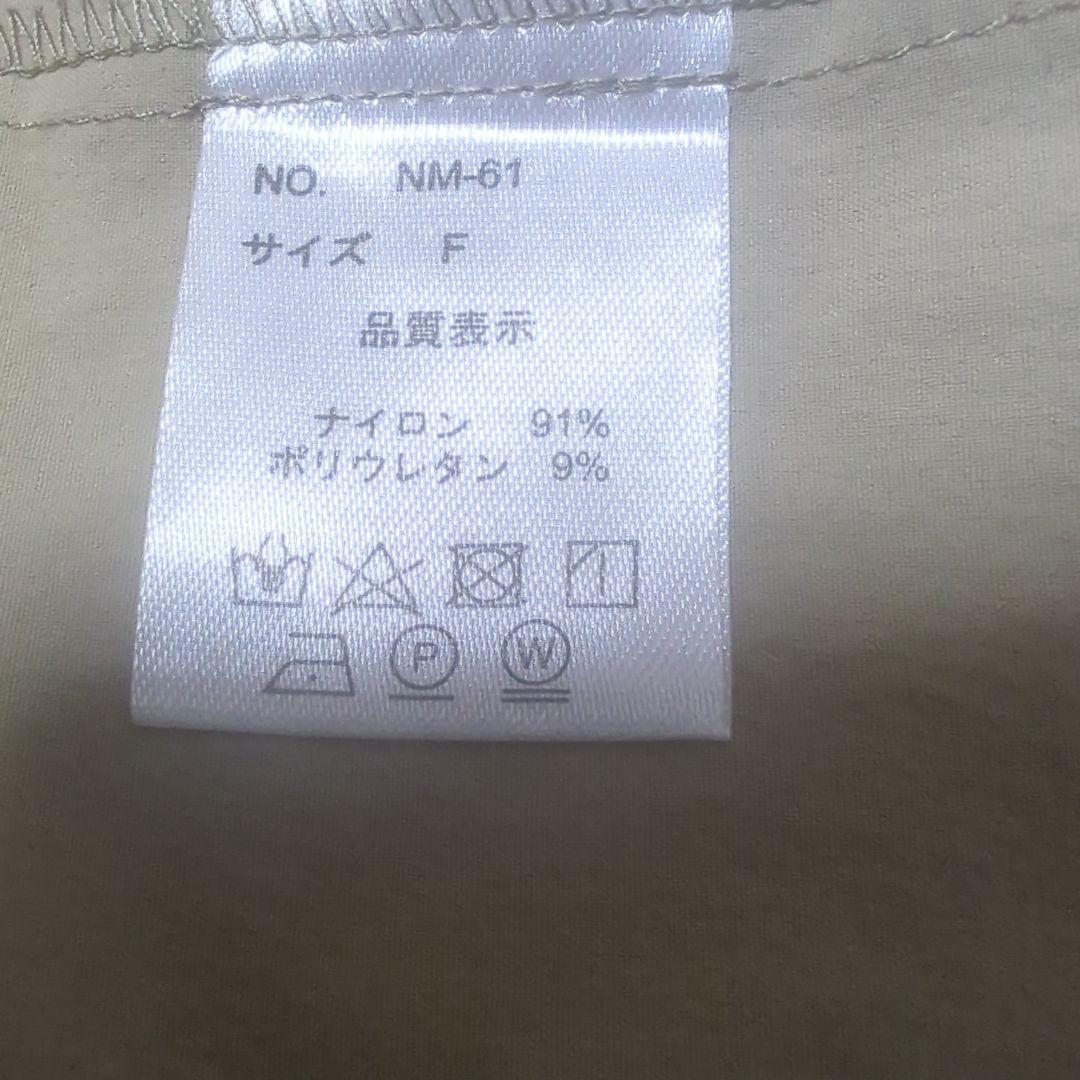 NO. NM-61
サイズ F
品質表示
ナイロン 91%
ポリウレタン 9%
P W